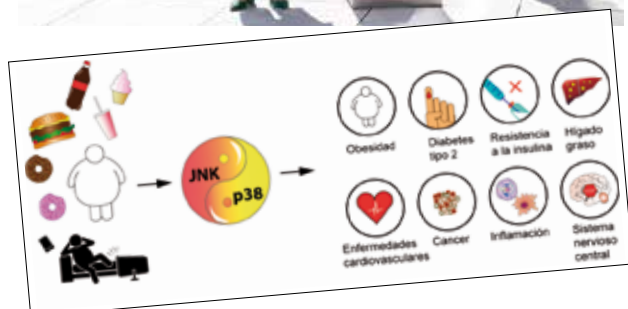 JNK
p38
Obesidad
Diabetes
tipo 2
Resistencia
a la insulina
Hígado
graso
Enfermedades
cardiovasculares
Cancer
Inflamación
Sistema
nervioso
central